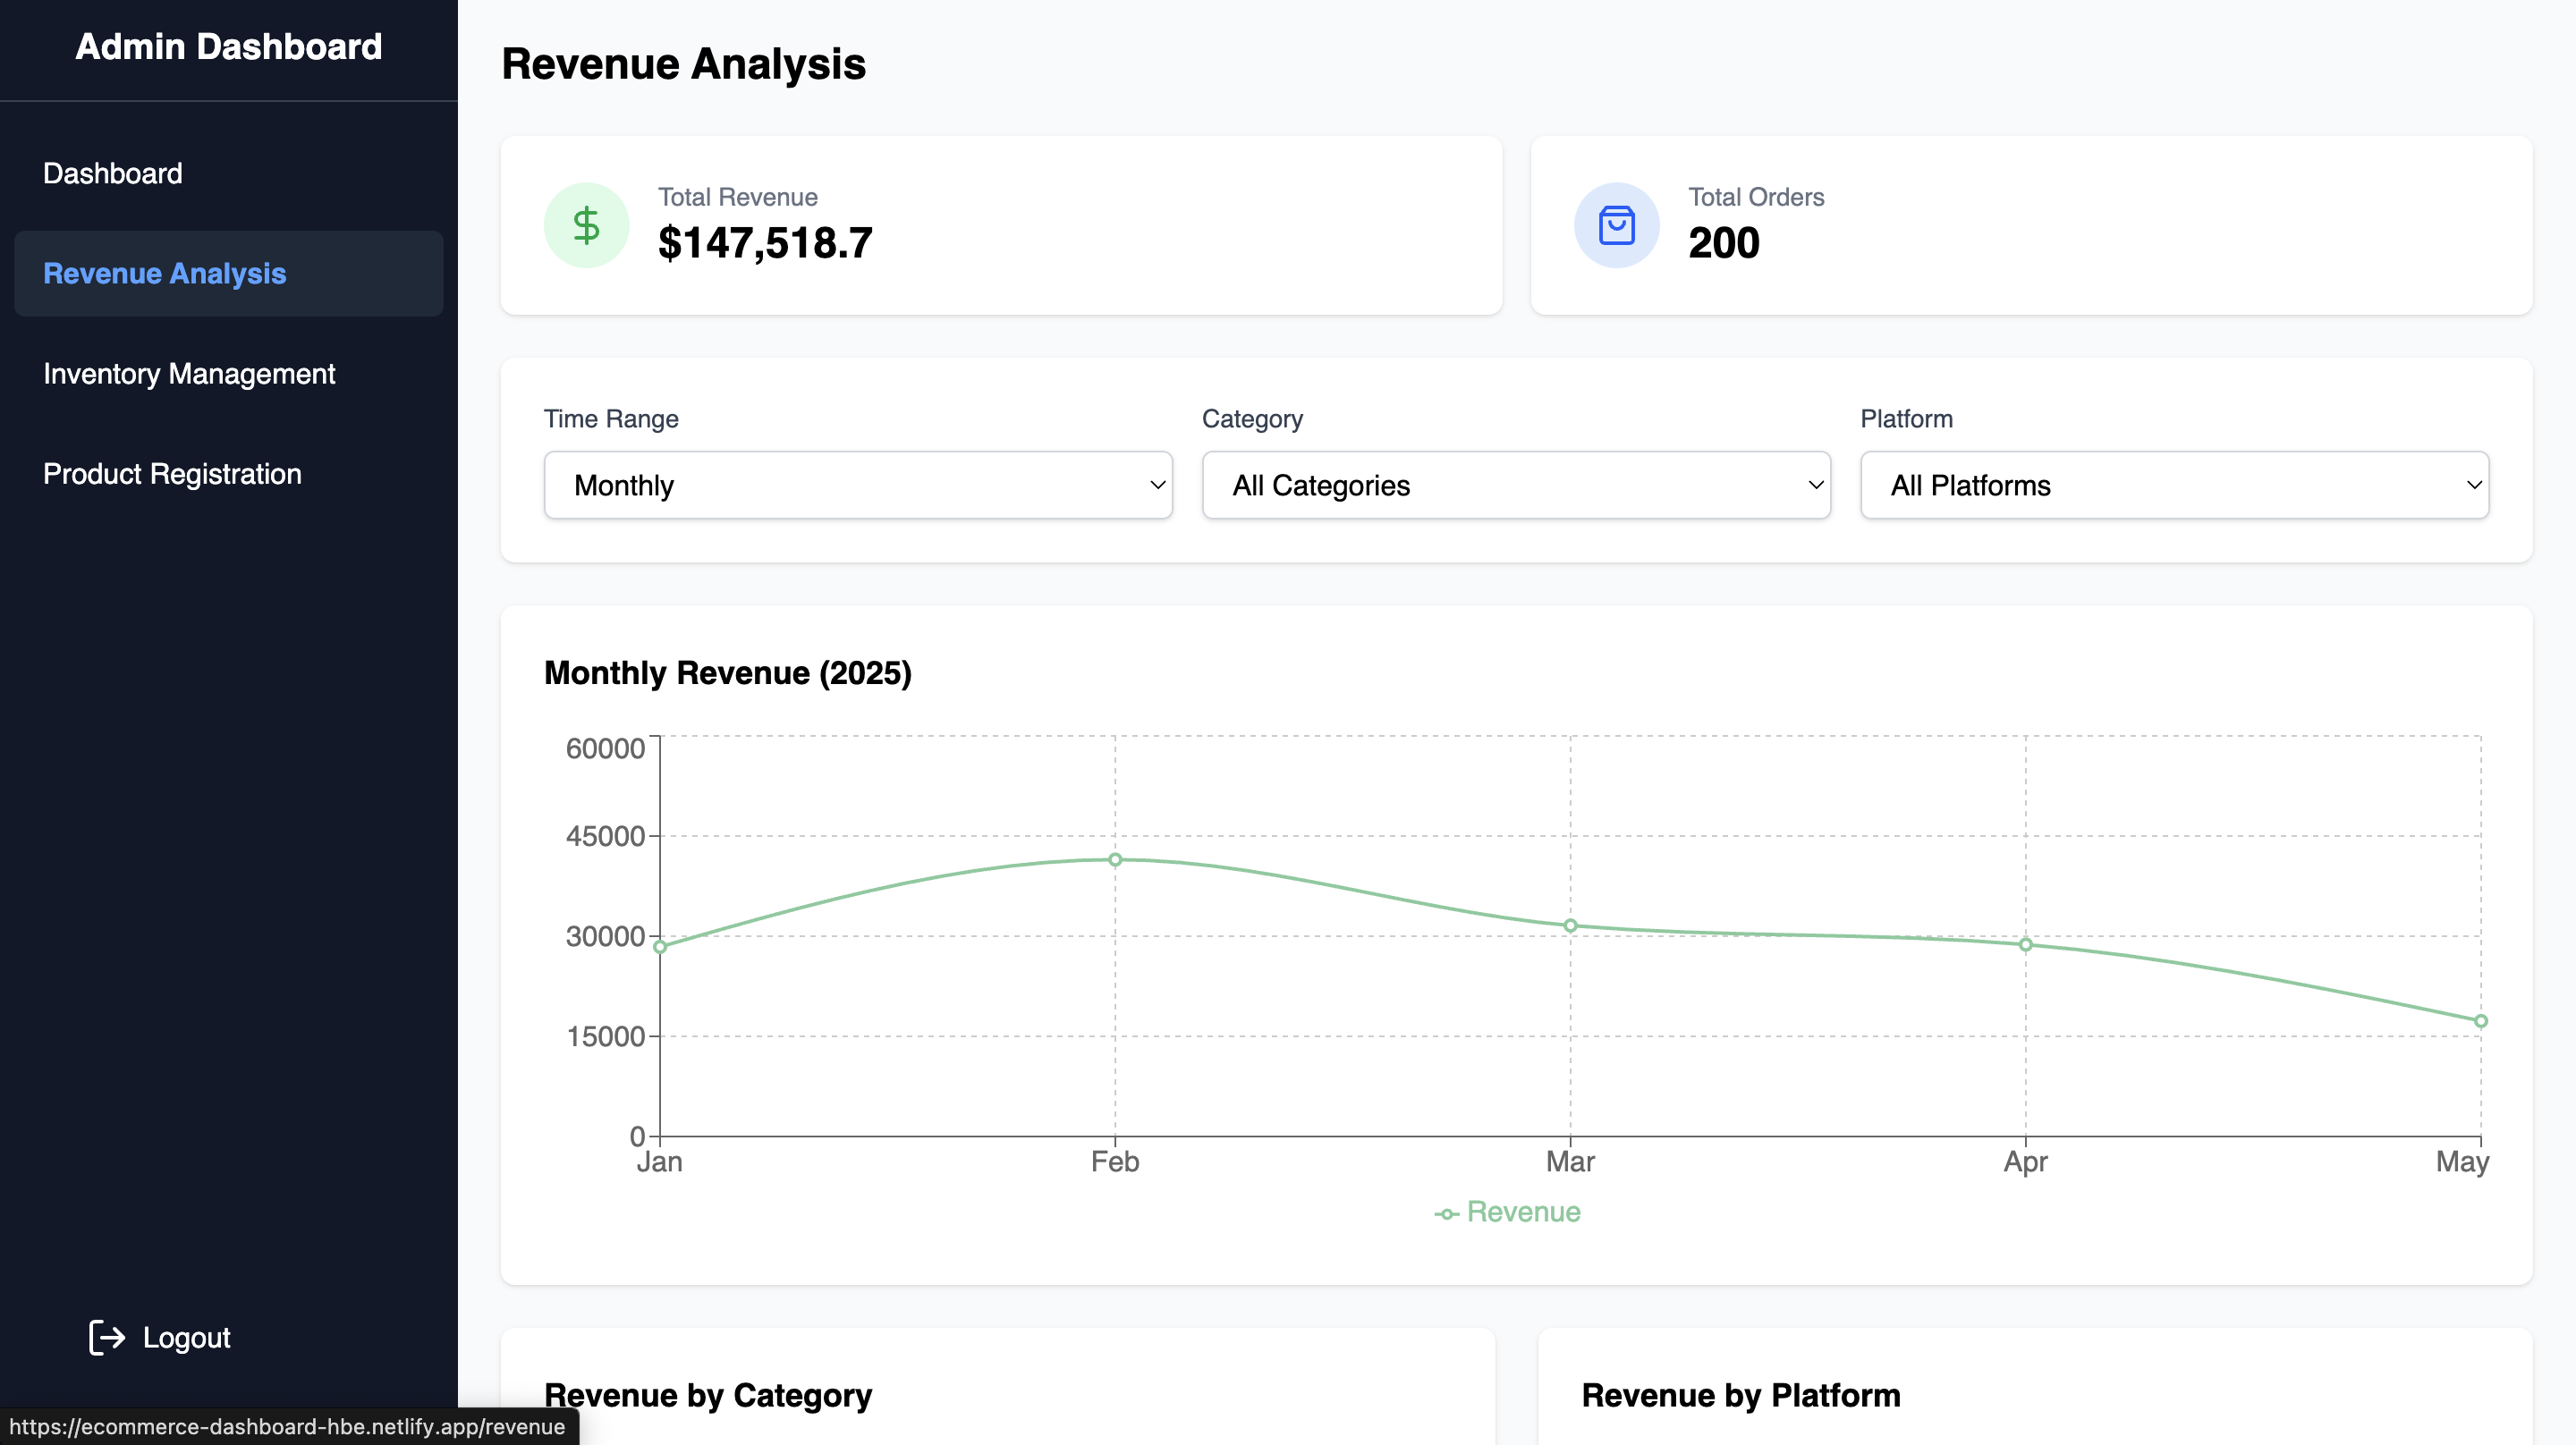 Admin Dashboard
Dashboard
Revenue Analysis
Inventory Management
Product Registration
Logout
https://ecommerce-dashboard-hbe.netlify.app/revenue
Revenue Analysis
Total Revenue
$147,518.7
Total Orders
200
Time Range
Monthly
Category
All Categories
Platform
All Platforms
Monthly Revenue (2025)
60000
45000
30000
15000
0
Jan Feb Mar Apr May
Revenue
Revenue by Category
Revenue by Platform